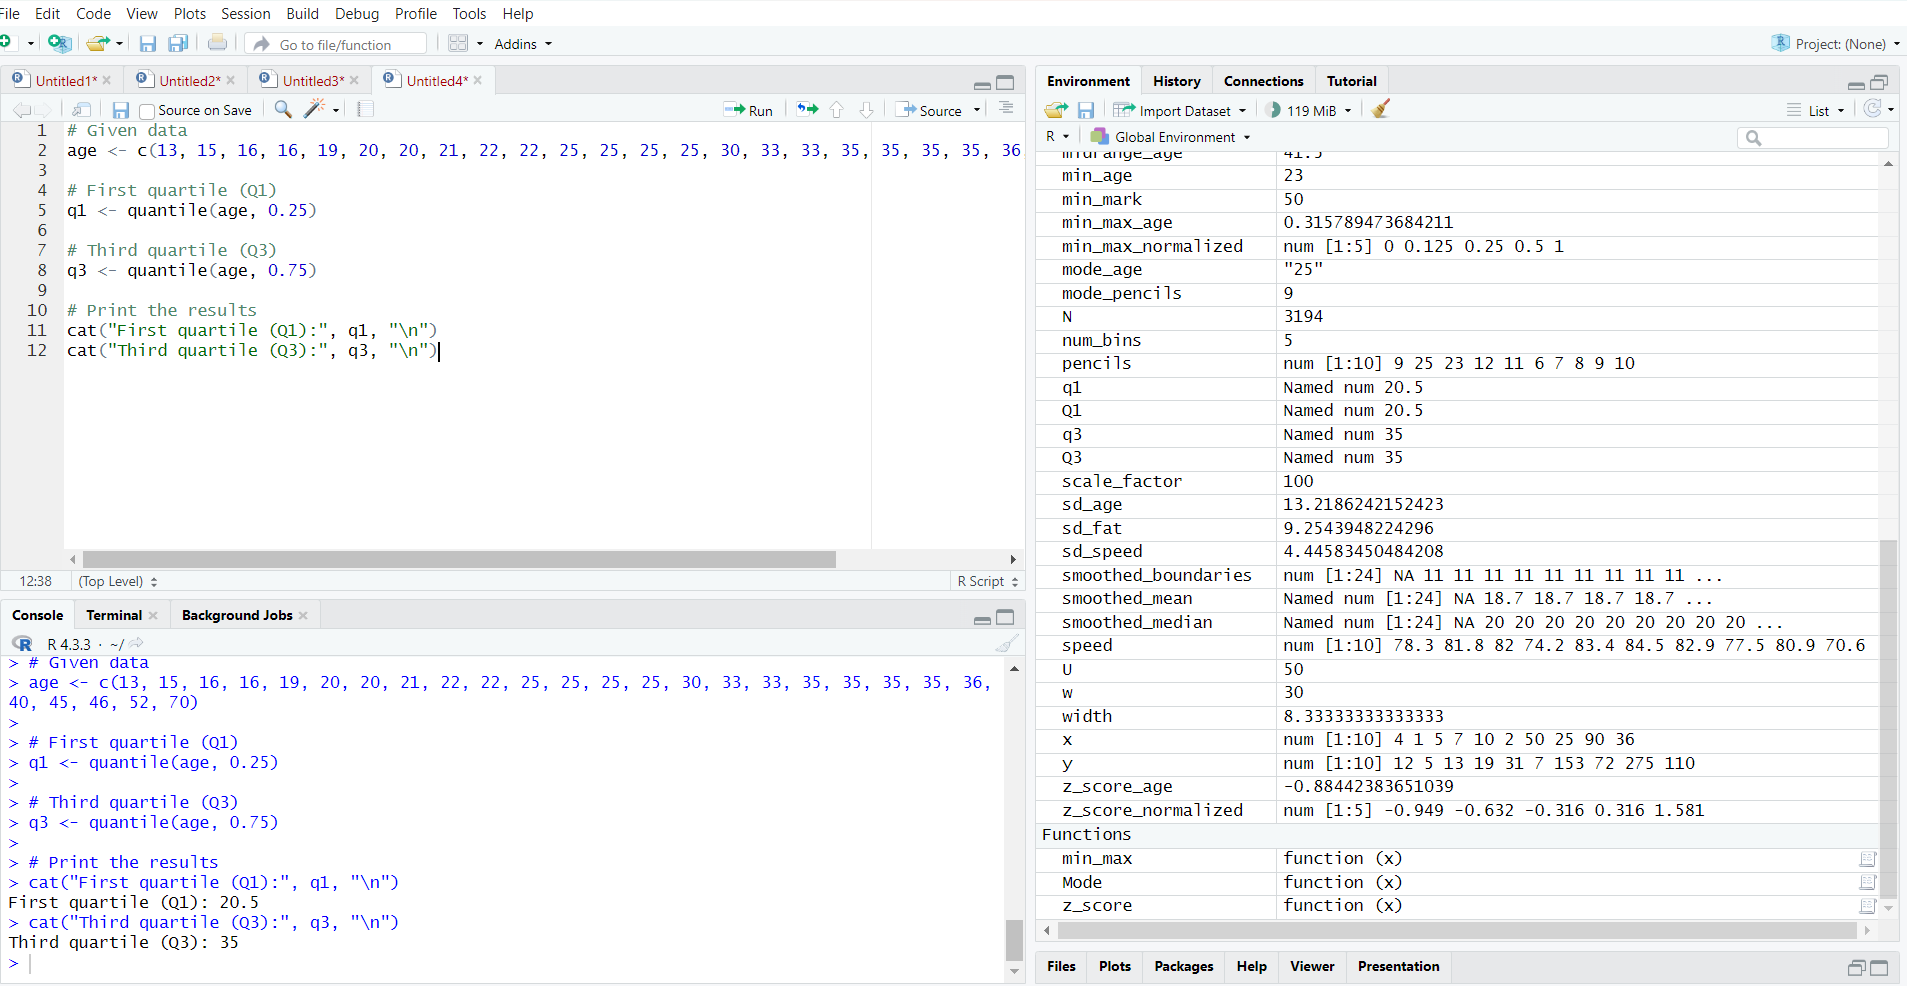 File Edit Code View Plots Session Build Debug Profile Tools Help
Go to file/function Addins Project: (None)
Untitled1* Untitled2* Untitled3* Untitled4*
Source on Save Run Source
1 # Given data
2 age <- c(13, 15, 16, 16, 19, 20, 20, 21, 22, 22, 25, 25, 25, 25, 30, 33, 33, 35, 35, 35, 35, 36,
3
4 # First quartile (Q1)
5 q1 <- quantile(age, 0.25)
6
7 # Third quartile (Q3)
8 q3 <- quantile(age, 0.75)
9
10 # Print the results
11 cat("First quartile (Q1):", q1, "\n")
12 cat("Third quartile (Q3):", q3, "\n")
12:38 (Top Level) R Script
Console Terminal Background Jobs
R 4.3.3 · ~/
> # Given data
> age <- c(13, 15, 16, 16, 19, 20, 20, 21, 22, 22, 25, 25, 25, 25, 30, 33, 33, 35, 35, 35, 35, 36,
40, 45, 46, 52, 70)
>
> # First quartile (Q1)
> q1 <- quantile(age, 0.25)
>
> # Third quartile (Q3)
> q3 <- quantile(age, 0.75)
>
> # Print the results
> cat("First quartile (Q1):", q1, "\n")
First quartile (Q1): 20.5
> cat("Third quartile (Q3):", q3, "\n")
Third quartile (Q3): 35
>
Environment History Connections Tutorial
Import Dataset 119 MiB List
R Global Environment
midrange_age 41.5
min_age 23
min_mark 50
min_max_age 0.315789473684211
min_max_normalized num [1:5] 0 0.125 0.25 0.5 1
mode_age "25"
mode_pencils 9
N 3194
num_bins 5
pencils num [1:10] 9 25 23 12 11 6 7 8 9 10
q1 Named num 20.5
Q1 Named num 20.5
q3 Named num 35
Q3 Named num 35
scale_factor 100
sd_age 13.2186242152423
sd_fat 9.2543948224296
sd_speed 4.44583450484208
smoothed_boundaries num [1:24] NA 11 11 11 11 11 11 11 11 11 ...
smoothed_mean Named num [1:24] NA 18.7 18.7 18.7 18.7 ...
smoothed_median Named num [1:24] NA 20 20 20 20 20 20 20 20 20 ...
speed num [1:10] 78.3 81.8 82 74.2 83.4 84.5 82.9 77.5 80.9 70.6
U 50
w 30
width 8.33333333333333
x num [1:10] 4 1 5 7 10 2 50 25 90 36
y num [1:10] 12 5 13 19 31 7 153 72 275 110
z_score_age -0.88442383651039
z_score_normalized num [1:5] -0.949 -0.632 -0.316 0.316 1.581
Functions
min_max function (x)
Mode function (x)
z_score function (x)
Files Plots Packages Help Viewer Presentation